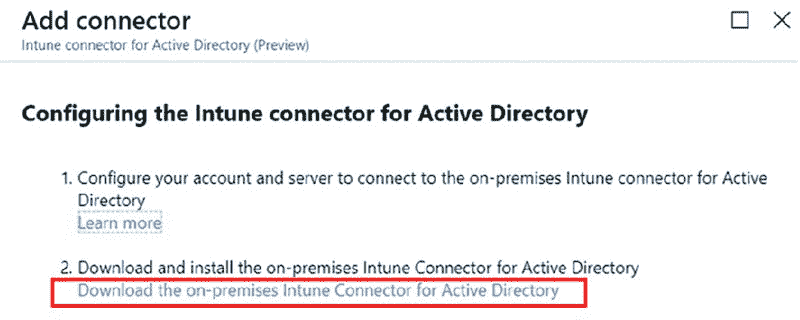 Add connector
Intune connector for Active Directory (Preview)
Configuring the Intune connector for Active Directory
1. Configure your account and server to connect to the on-premises Intune connector for Active
Directory
Learn more
2. Download and install the on-premises Intune Connector for Active Directory
Download the on-premises Intune Connector for Active Directory